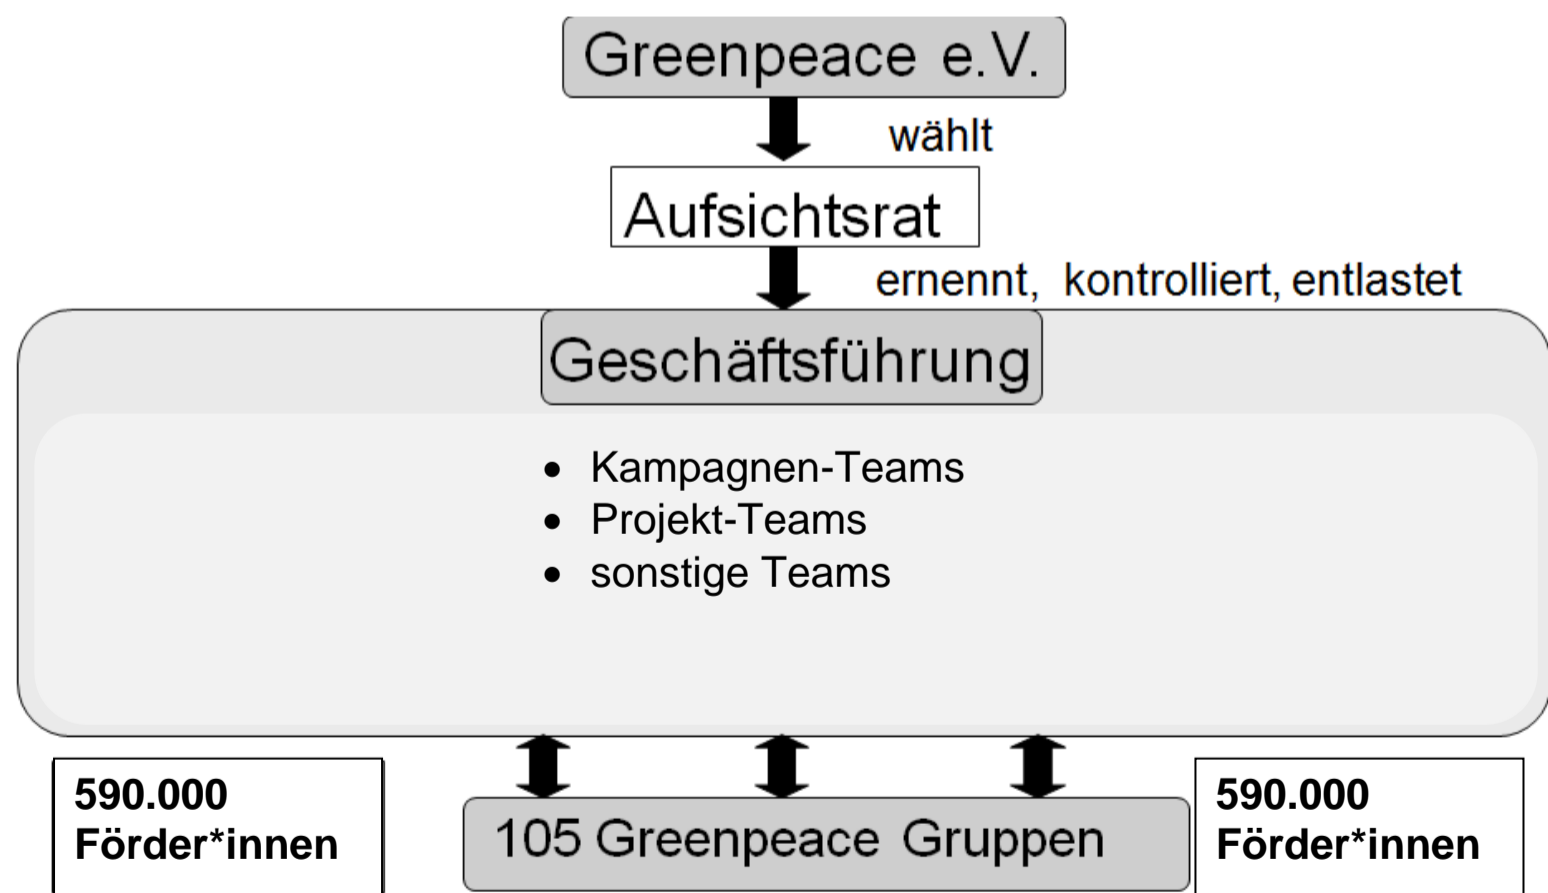 Greenpeace e.V.
wählt
Aufsichtsrat
ernennt, kontrolliert, entlastet
Geschäftsführung
• Kampagnen-Teams
• Projekt-Teams
• sonstige Teams
590.000
Förder*innen
105 Greenpeace Gruppen
590.000
Förder*innen